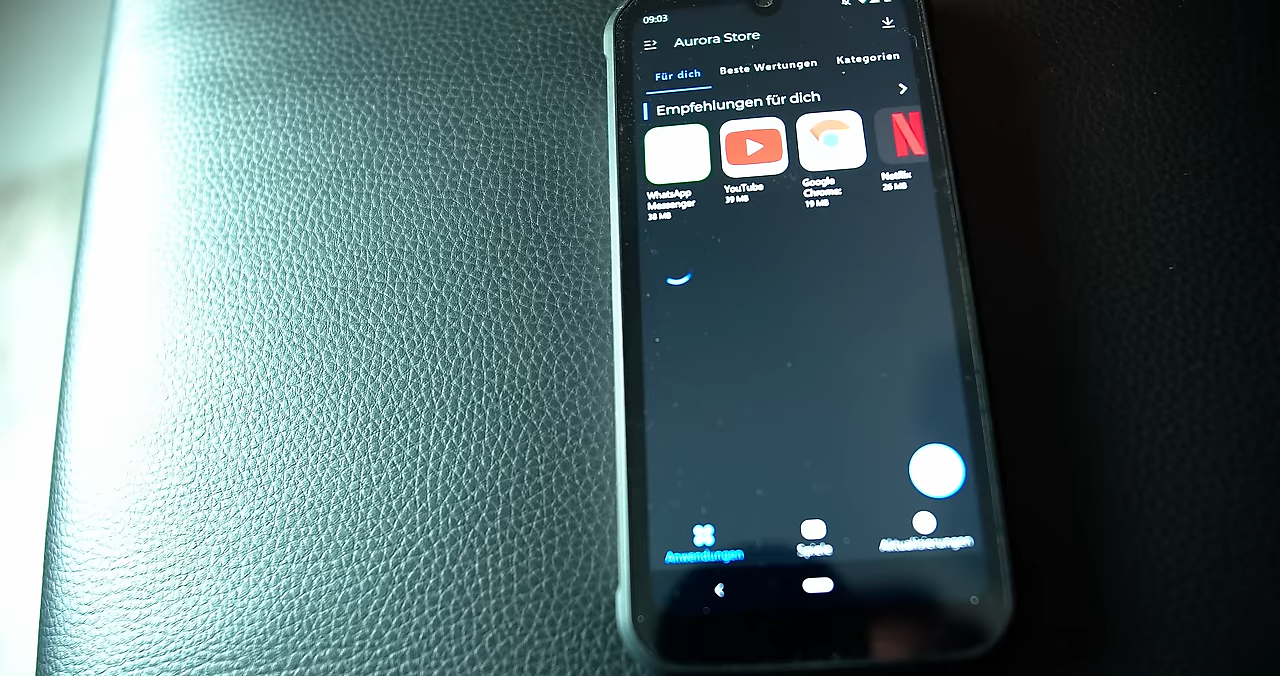 09:03
Aurora Store
Für dich
Beste Wertungen
Kategorien
Empfehlungen für dich
WhatsApp
Messenger
38 MB
YouTube
39 MB
Google
Chrome:
19 MB
Netflix
26 MB
Anwendungen
Spiele
Aktualisierungen